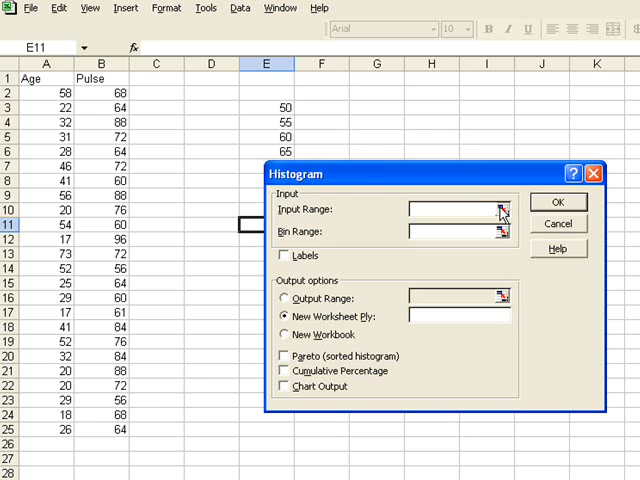 File Edit View Insert Format Tools Data Window Help
Arial 10 B I U
E11 fx
A B C D E F G H I J K
1 Age Pulse
2 58 68
3 22 64 50
4 32 88 55
5 31 72 60
6 28 64 65
7 46 72
8 41 60
9 56 88
10 20 76
11 54 60
12 17 96
13 73 72
14 52 56
15 25 64
16 29 60
17 17 61
18 41 84
19 52 76
20 32 84
21 20 88
22 20 72
23 29 56
24 18 68
25 26 64
26
27
28
Histogram ?
Input
Input Range: OK
Bin Range: Cancel
Labels Help
Output options
Output Range:
New Worksheet Ply:
New Workbook
Pareto (sorted histogram)
Cumulative Percentage
Chart Output